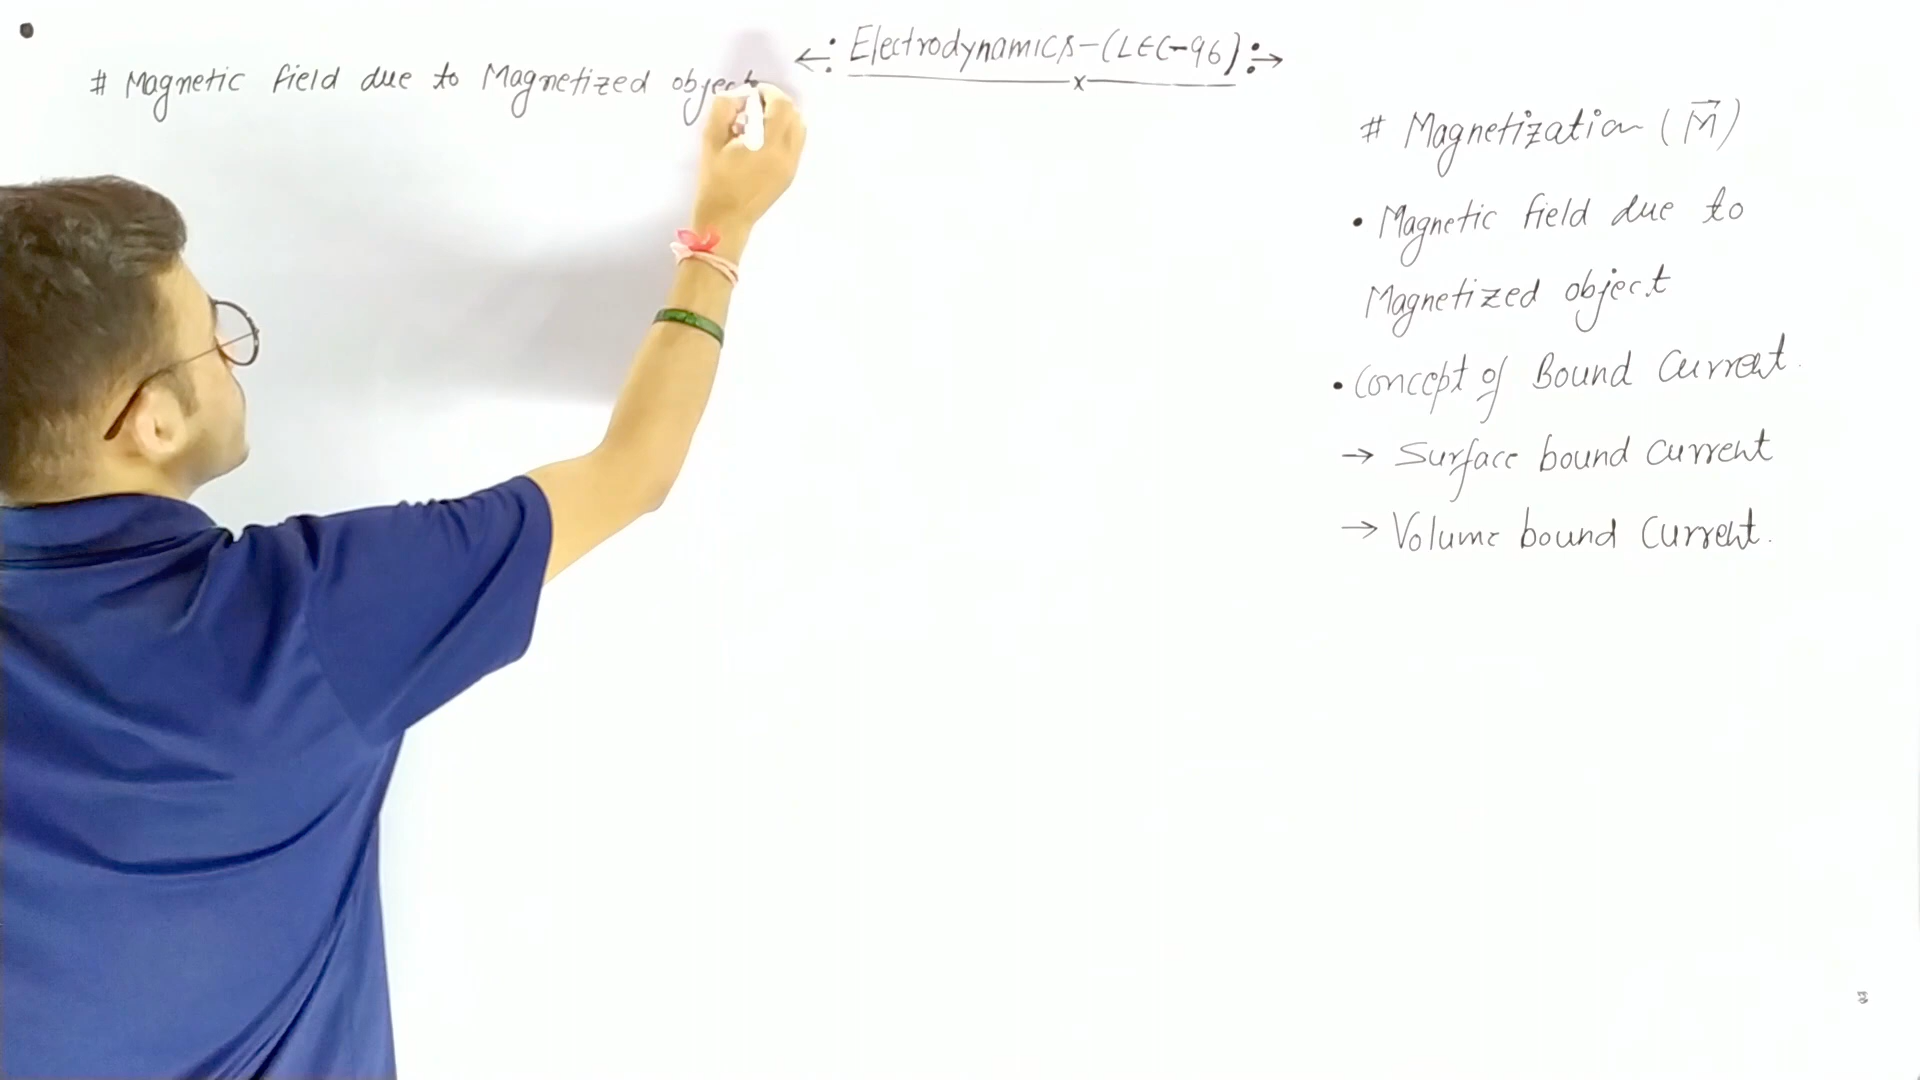 ←: Electrodynamics-(LEC-96) :→
# Magnetic field due to Magnetized object
# Magnetization (M⃗)
• Magnetic field due to
Magnetized object
• Concept of Bound Current.
→ Surface bound current
→ Volume bound current.